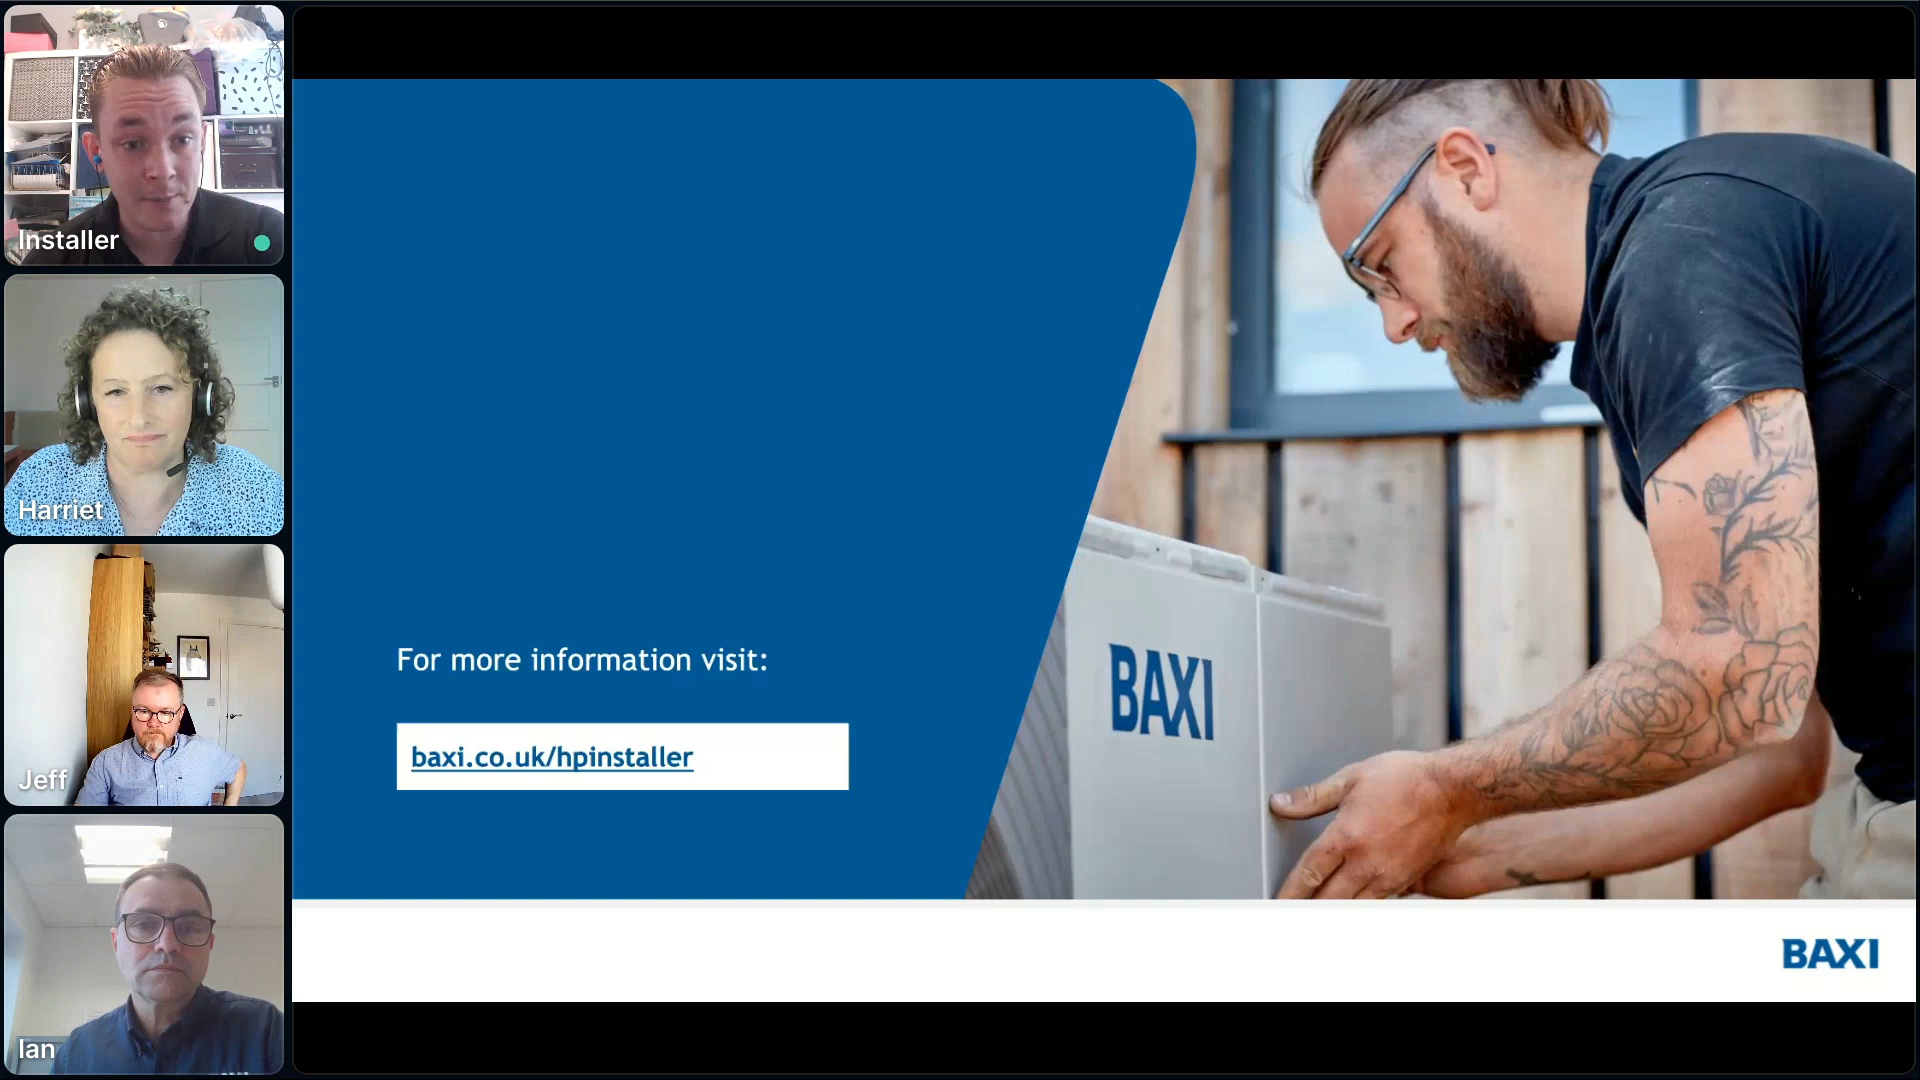 Installer
Harriet
Jeff
Ian
For more information visit:
baxi.co.uk/hpinstaller
BAXI
BAXI